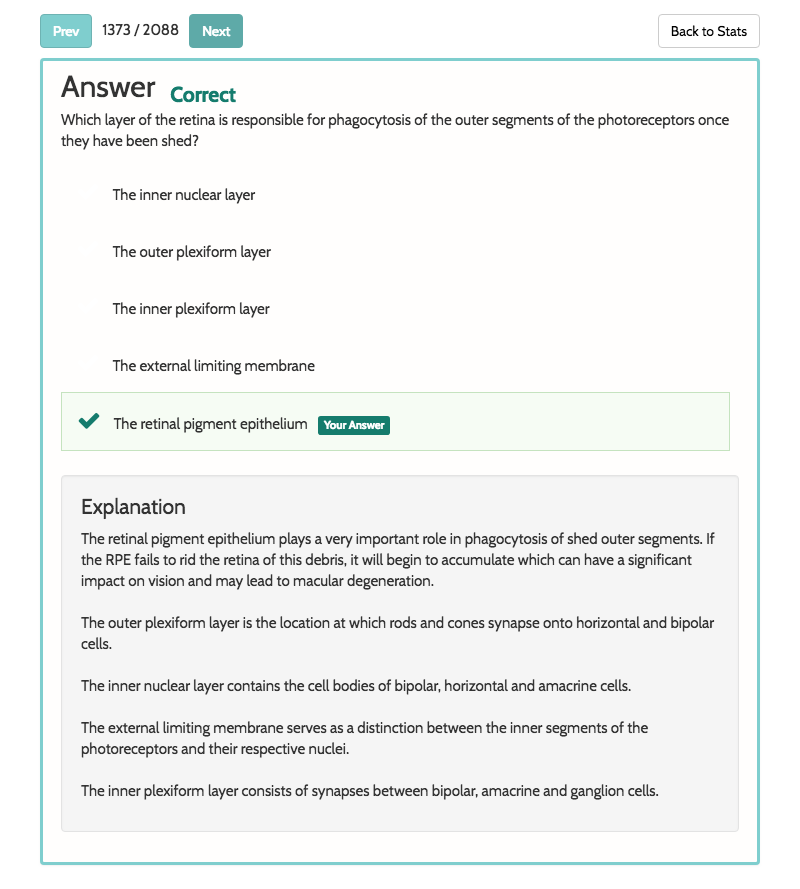 Prev 1373 / 2088 Next Back to Stats
Answer Correct
Which layer of the retina is responsible for phagocytosis of the outer segments of the photoreceptors once
they have been shed?
The inner nuclear layer
The outer plexiform layer
The inner plexiform layer
The external limiting membrane
The retinal pigment epithelium Your Answer
Explanation
The retinal pigment epithelium plays a very important role in phagocytosis of shed outer segments. If
the RPE fails to rid the retina of this debris, it will begin to accumulate which can have a significant
impact on vision and may lead to macular degeneration.
The outer plexiform layer is the location at which rods and cones synapse onto horizontal and bipolar
cells.
The inner nuclear layer contains the cell bodies of bipolar, horizontal and amacrine cells.
The external limiting membrane serves as a distinction between the inner segments of the
photoreceptors and their respective nuclei.
The inner plexiform layer consists of synapses between bipolar, amacrine and ganglion cells.